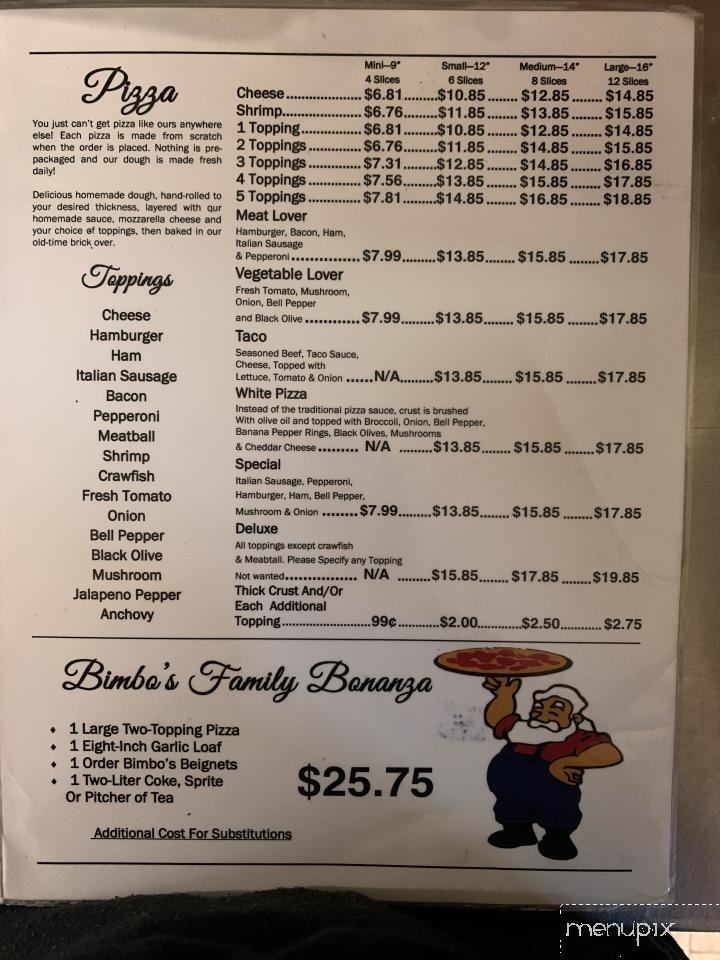 Pizza
You just can't get pizza like ours anywhere
else! Each pizza is made from scratch
when the order is placed. Nothing is pre-
packaged and our dough is made fresh
daily!
Delicious homemade dough, hand-rolled to
your desired thickness, layered with our
homemade sauce, mozzarella cheese and
your choice of toppings, then baked in our
old-time brick over.
Toppings
Cheese
Hamburger
Ham
Italian Sausage
Bacon
Pepperoni
Meatball
Shrimp
Crawfish
Fresh Tomato
Onion
Bell Pepper
Black Olive
Mushroom
Jalapeno Pepper
Anchovy
Mini—9" Small—12" Medium—14" Large—16"
4 Slices 6 Slices 8 Slices 12 Slices
Cheese................. $6.81.........$10.85........ $12.85 ........ $14.85
Shrimp.................. $6.76.........$11.85........ $13.85 ........ $15.85
1 Topping............. $6.81.........$10.85........ $12.85 ........ $14.85
2 Toppings ........... $6.76.........$11.85........ $14.85 ........ $15.85
3 Toppings ........... $7.31.........$12.85........ $14.85 ........ $16.85
4 Toppings ........... $7.56.........$13.85........ $15.85 ........ $17.85
5 Toppings ........... $7.81.........$14.85........ $16.85 ........ $18.85
Meat Lover
Hamburger, Bacon, Ham,
Italian Sausage
& Pepperoni ............... $7.99.........$13.85........ $15.85 ........$17.85
Vegetable Lover
Fresh Tomato, Mushroom,
Onion, Bell Pepper
and Black Olive ............ $7.99.........$13.85........ $15.85 ........$17.85
Taco
Seasoned Beef, Taco Sauce,
Cheese, Topped with
Lettuce, Tomato & Onion ......N/A.........$13.85........ $15.85 ........$17.85
White Pizza
Instead of the traditional pizza sauce, crust is brushed
With olive oil and topped with Broccoli, Onion, Bell Pepper,
Banana Pepper Rings, Black Olives, Mushrooms
& Cheddar Cheese ......... N/A .........$13.85........ $15.85 ........$17.85
Special
Italian Sausage, Pepperoni,
Hamburger, Ham, Bell Pepper,
Mushroom & Onion ........ $7.99.........$13.85........ $15.85 ........$17.85
Deluxe
All toppings except crawfish
& Meabtall. Please Specify any Topping
Not wanted.................. N/A .........$15.85........ $17.85 ........$19.85
Thick Crust And/Or
Each Additional
Topping......................99¢...........$2.00...........$2.50............ $2.75
Bimbo's Family Bonanza
♦ 1 Large Two-Topping Pizza
♦ 1 Eight-Inch Garlic Loaf
♦ 1 Order Bimbo's Beignets
♦ 1 Two-Liter Coke, Sprite
Or Pitcher of Tea
$25.75
Additional Cost For Substitutions
menupix